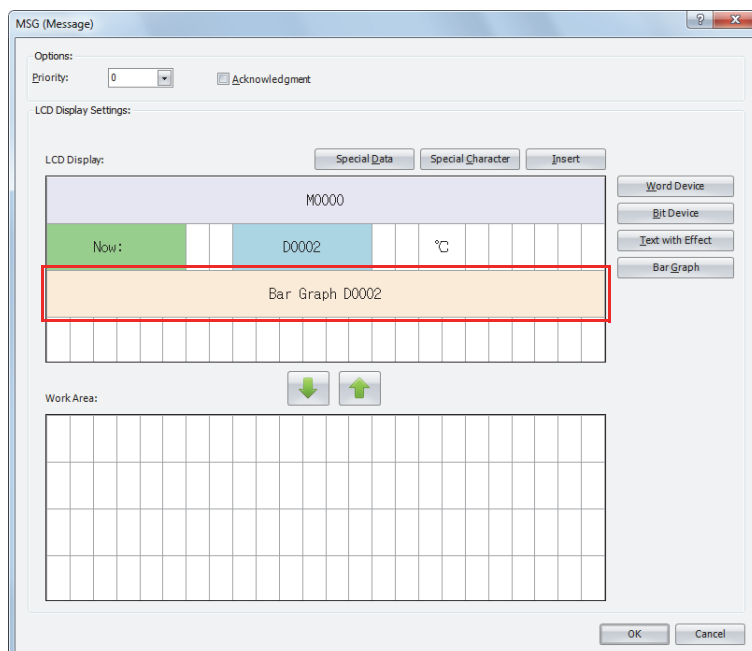 MSG (Message)
Options:
Priority: 0 Acknowledgment
LCD Display Settings:
LCD Display: Special Data Special Character Insert
M0000
Now: D0002 ℃
Bar Graph D0002
Word Device
Bit Device
Text with Effect
Bar Graph
Work Area:
OK Cancel